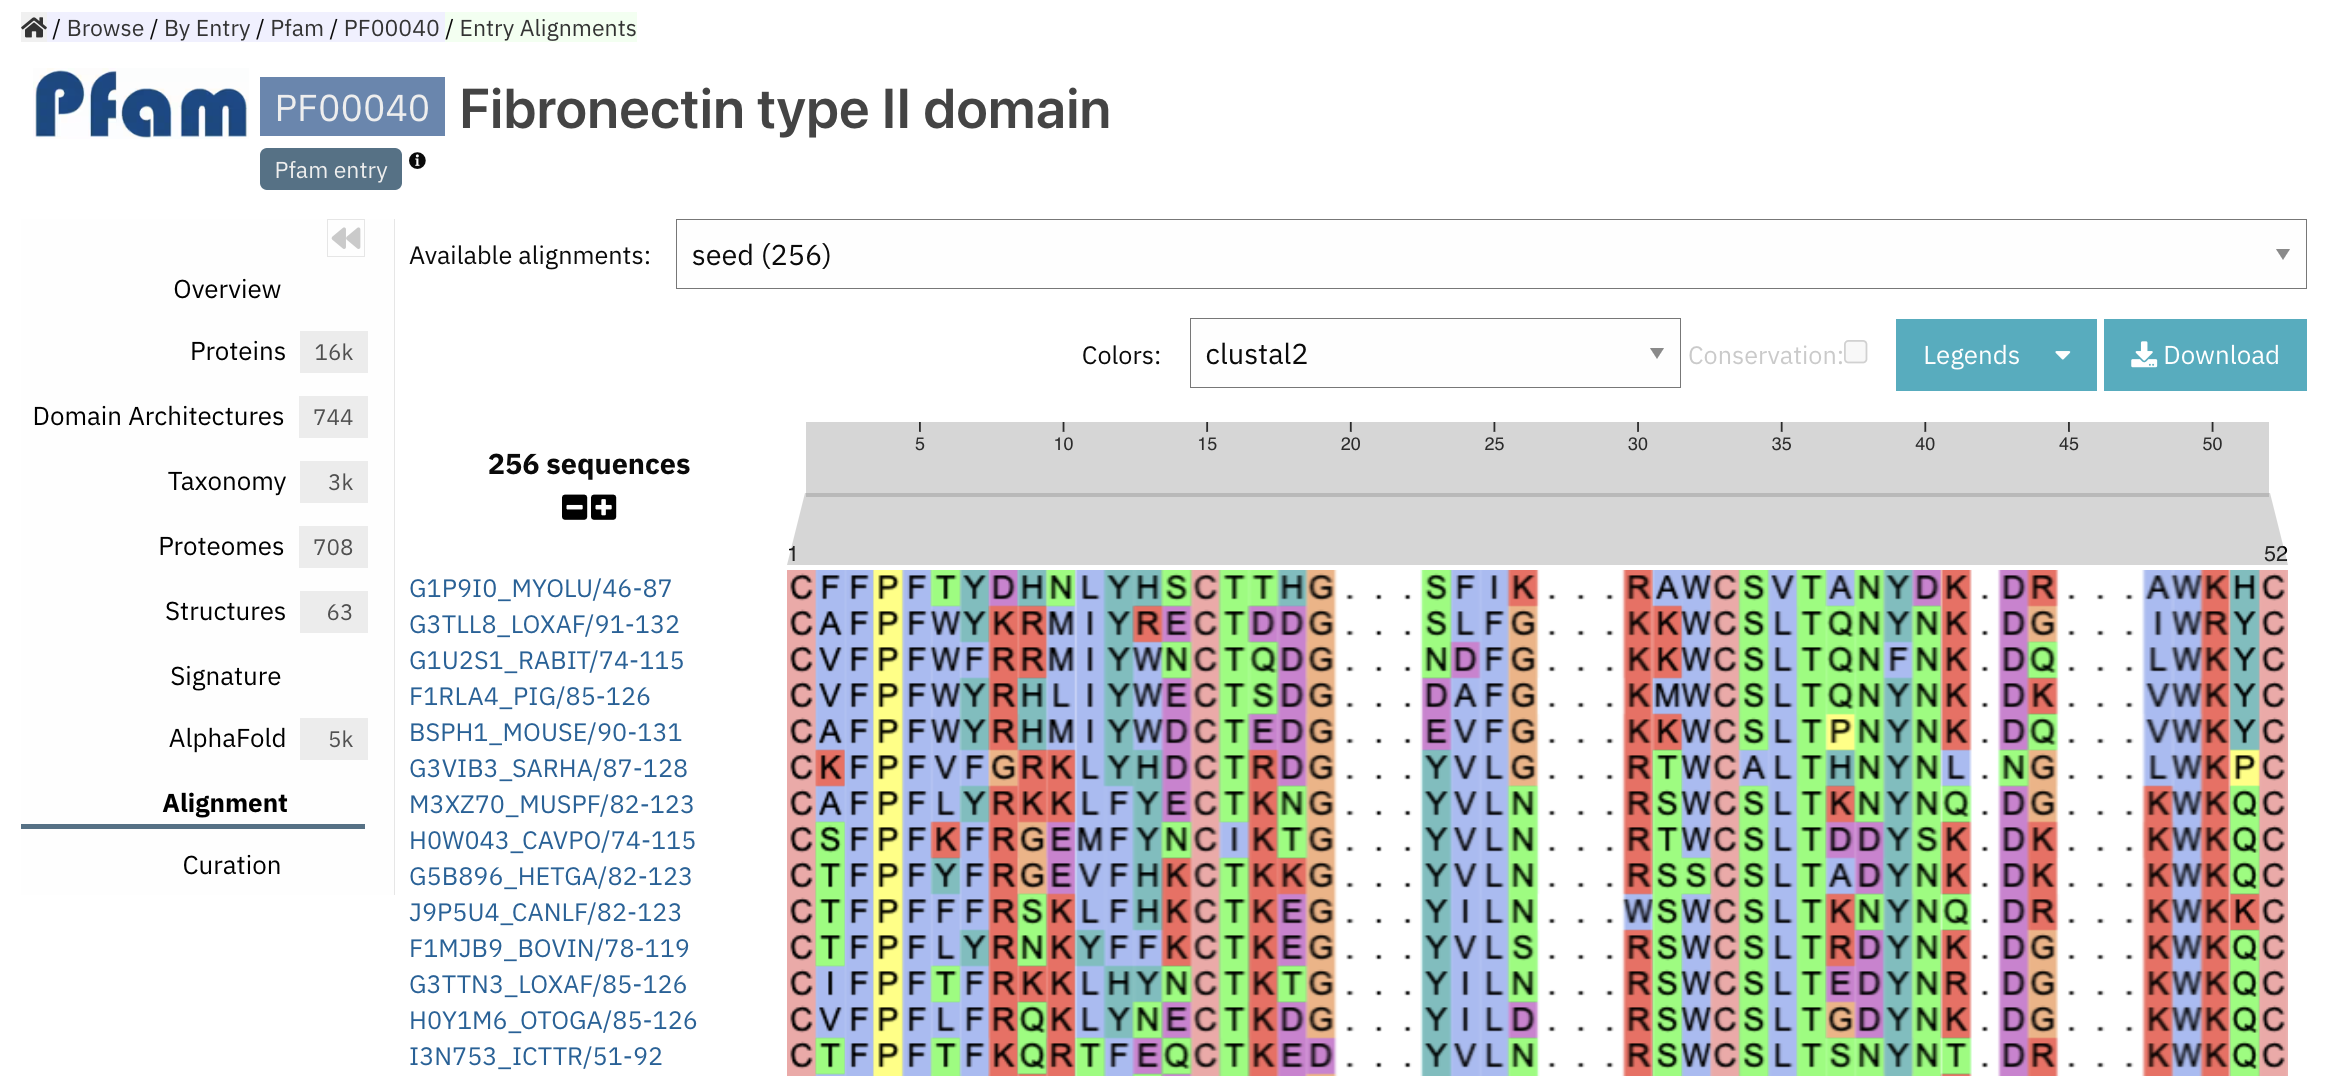 / Browse / By Entry / Pfam / PF00040 / Entry Alignments
Pfam PF00040 Fibronectin type II domain
Pfam entry
Available alignments: seed (256)
Colors: clustal2 Conservation: Legends Download
Overview
Proteins 16k
Domain Architectures 744
Taxonomy 3k
Proteomes 708
Structures 63
Signature
AlphaFold 5k
Alignment
Curation
256 sequences
5 10 15 20 25 30 35 40 45 50
1 52
G1P9I0_MYOLU/46-87 CFFPFTYDHNLYHSCTTHG...SFIK...RAWCSVTANYDK.DR...AWKHC
G3TLL8_LOXAF/91-132 CAFPFWYKRMIYRECTDDG...SLFG...KKWCSLTQNYNK.DG...IWRYC
G1U2S1_RABIT/74-115 CVFPFWFRRMIYWNCTQDG...NDFG...KKWCSLTQNFNK.DQ...LWKYC
F1RLA4_PIG/85-126 CVFPFWYRHLIYWECTSDG...DAFG...KMWCSLTQNYNK.DK...VWKYC
BSPH1_MOUSE/90-131 CAFPFWYRHMIYWDCTEDG...EVFG...KKWCSLTPNYNK.DQ...VWKYC
G3VIB3_SARHA/87-128 CKFPFVFGRKLYHDCTRDG...YVLG...RTWCALTHNYNL.NG...LWKPC
M3XZ70_MUSPF/82-123 CAFPFLYRKKLFYECTKNG...YVLN...RSWCSLTKNYNQ.DG...KWKQC
H0W043_CAVPO/74-115 CSFPFKFRGEMFYNCIKTG...YVLN...RTWCSLTDDYSK.DK...KWKQC
G5B896_HETGA/82-123 CTFPFYFRGEVFHKCTKKG...YVLN...RSSCSLTADYNK.DK...KWKQC
J9P5U4_CANLF/82-123 CTFPFFFRSKLFHKCTKEG...YILN...WSWCSLTKNYNQ.DR...KWKKC
F1MJB9_BOVIN/78-119 CTFPFLYRNKYFFKCTKEG...YVLS...RSWCSLTRDYNK.DG...KWKQC
G3TTN3_LOXAF/85-126 CIFPFTFRKKLHYNCTKTG...YILN...RSWCSLTEDYNR.DG...KWKQC
H0Y1M6_OTOGA/85-126 CVFPFLFRQKLYNECTKDG...YILD...RSWCSLTGDYNK.DG...KWKQC
I3N753_ICTTR/51-92 CTFPFTFKQRTFEQCTKED...YVLN...RSWCSLTSNYNT.DR...KWKQC